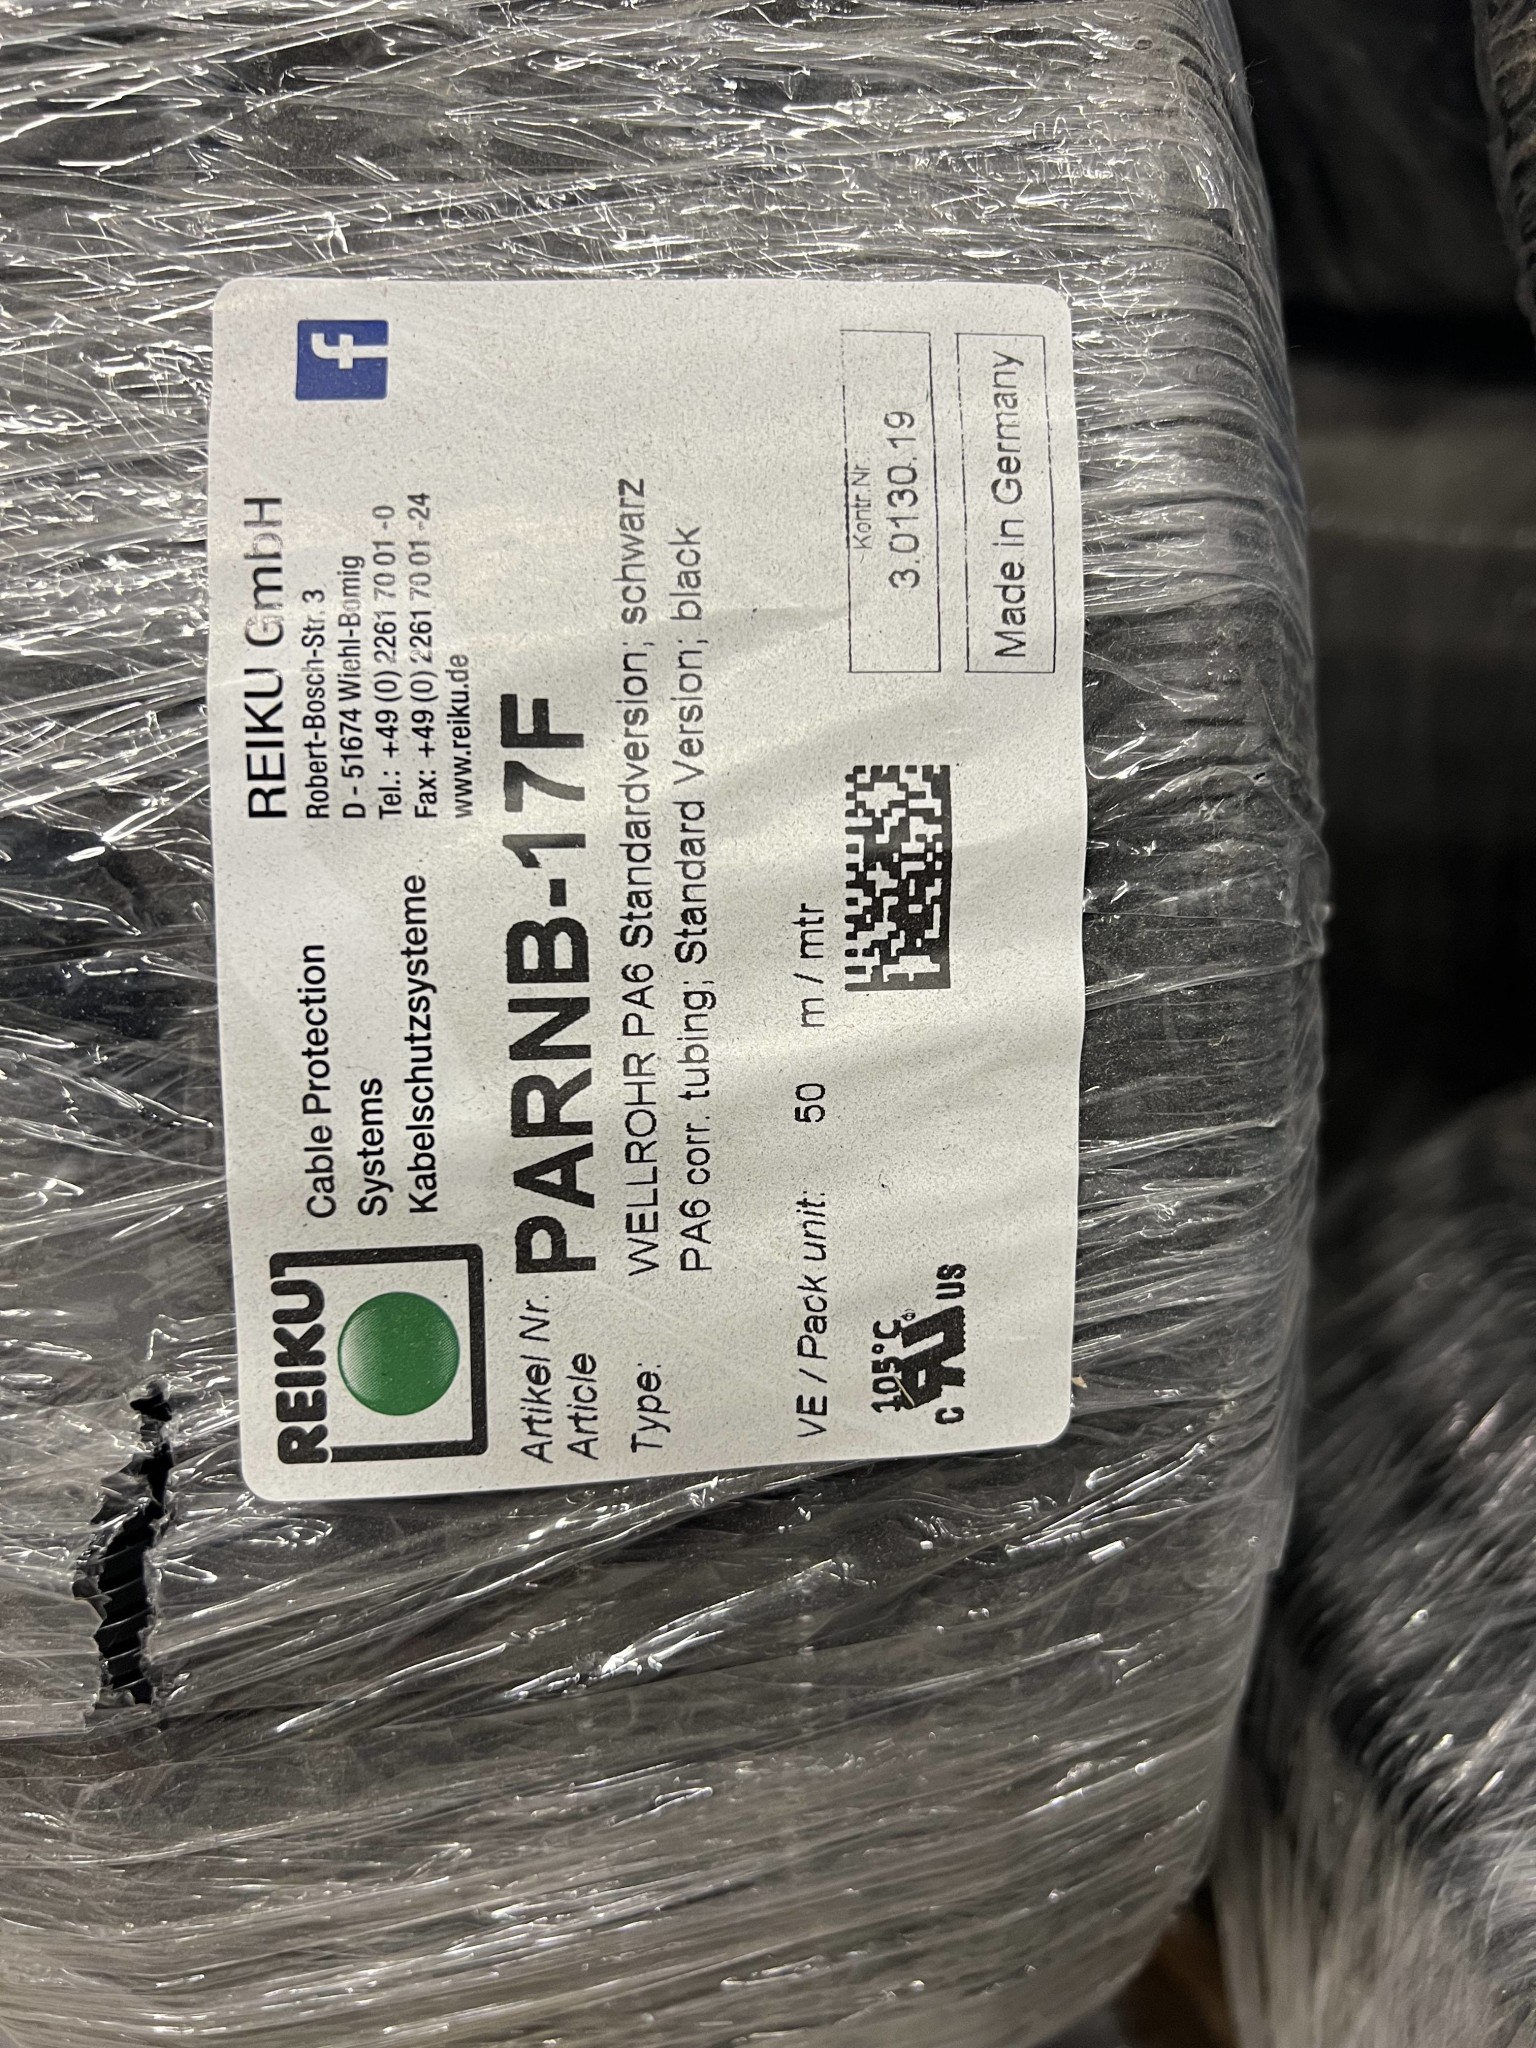 REIKU
Cable Protection
Systems
Kabelschutzsysteme
REIKU GmbH
Robert-Bosch-Str. 3
D - 51674 Wiehl-Bomig
Tel.: +49 (0) 2261 70 01 -0
Fax: +49 (0) 2261 70 01 -24
www.reiku.de
f
Artikel Nr.
Article
PARNB-17F
Type:
WELLROHR PA6 Standardversion; schwarz
PA6 corr. tubing; Standard Version; black
VE / Pack unit: 50 m / mtr
105°C
c RU ® US
Kontr.Nr.
3.0130.19
Made in Germany